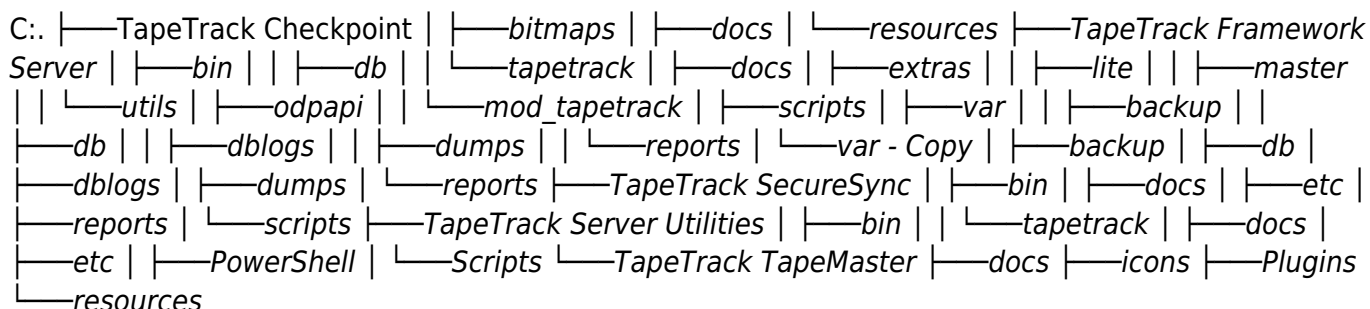 C:. ├──TapeTrack Checkpoint │ ├──bitmaps │ ├──docs │ └──resources ├──TapeTrack Framework
Server │ ├──bin │ │ ├──db │ │ └──tapetrack │ ├──docs │ ├──extras │ │ ├──lite │ │ ├──master
│ │ └──utils │ ├──odpapi │ │ └──mod_tapetrack │ ├──scripts │ ├──var │ │ ├──backup │ │
├──db │ │ ├──dblogs │ │ ├──dumps │ │ └──reports │ └──var - Copy │ ├──backup │ ├──db │
├──dblogs │ ├──dumps │ └──reports ├──TapeTrack SecureSync │ ├──bin │ ├──docs │ ├──etc │
├──reports │ └──scripts ├──TapeTrack Server Utilities │ ├──bin │ │ └──tapetrack │ ├──docs │
├──etc │ ├──PowerShell │ └──Scripts └──TapeTrack TapeMaster ├──docs ├──icons ├──Plugins
└──resources